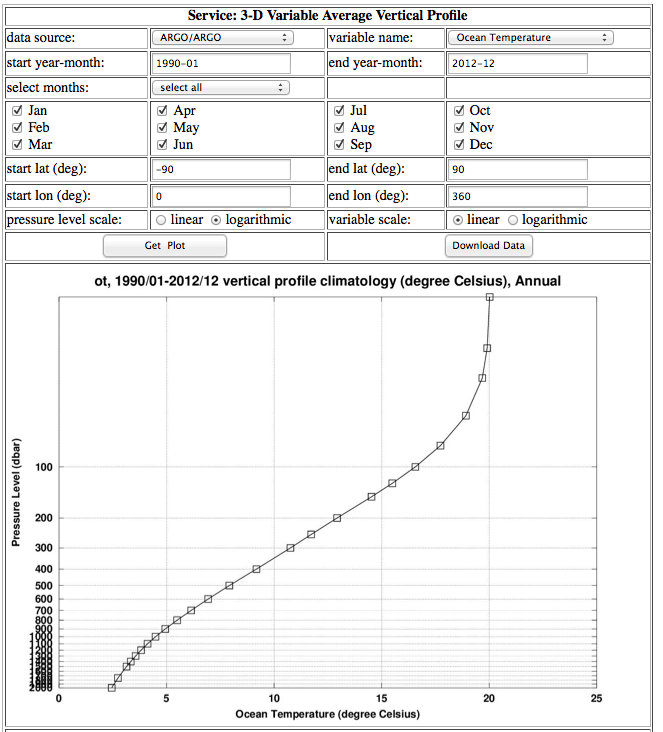 Service: 3-D Variable Average Vertical Profile
data source: ARGO/ARGO variable name: Ocean Temperature
start year-month: 1990-01 end year-month: 2012-12
select months: select all
Jan Apr Jul Oct
Feb May Aug Nov
Mar Jun Sep Dec
start lat (deg): -90 end lat (deg): 90
start lon (deg): 0 end lon (deg): 360
pressure level scale: linear logarithmic variable scale: linear logarithmic
Get Plot Download Data
ot, 1990/01-2012/12 vertical profile climatology (degree Celsius), Annual
Pressure Level (dbar)
100
200
300
400
500
600
700
800
900
1000
1100
2000
0 5 10 15 20 25
Ocean Temperature (degree Celsius)